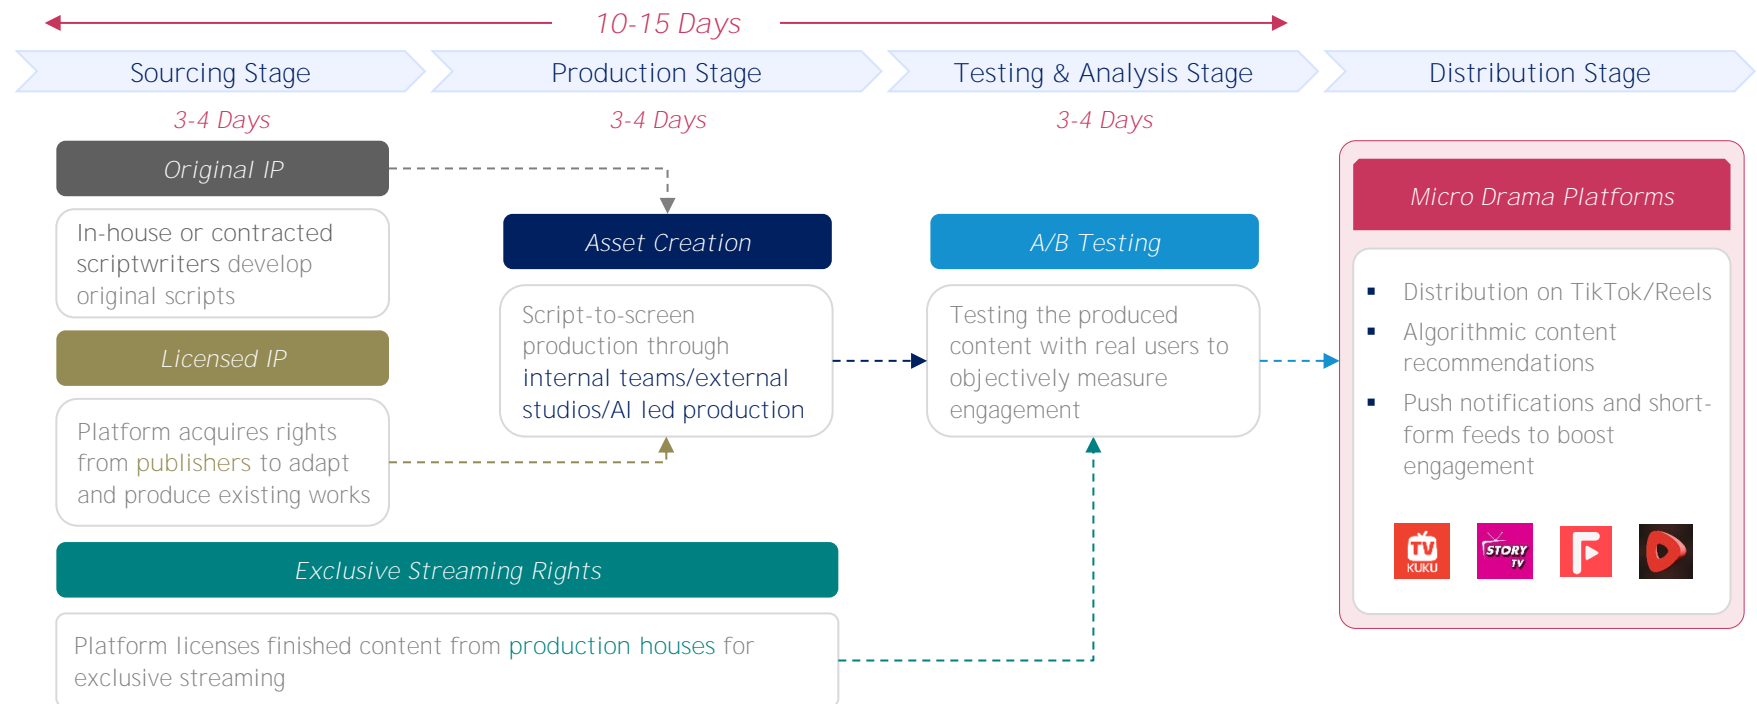 10-15 Days
Sourcing Stage
Production Stage
Testing & Analysis Stage
Distribution Stage
3-4 Days
3-4 Days
3-4 Days
Original IP
In-house or contracted
scriptwriters develop
original scripts
Licensed IP
Platform acquires rights
from publishers to adapt
and produce existing works
Exclusive Streaming Rights
Platform licenses finished content from production houses for
exclusive streaming
Asset Creation
Script-to-screen
production through
internal teams/external
studios/AI led production
A/B Testing
Testing the produced
content with real users to
objectively measure
engagement
Micro Drama Platforms
▪ Distribution on TikTok/Reels
▪ Algorithmic content
recommendations
▪ Push notifications and short-
form feeds to boost
engagement
TV
KUKU
STORY
TV
F